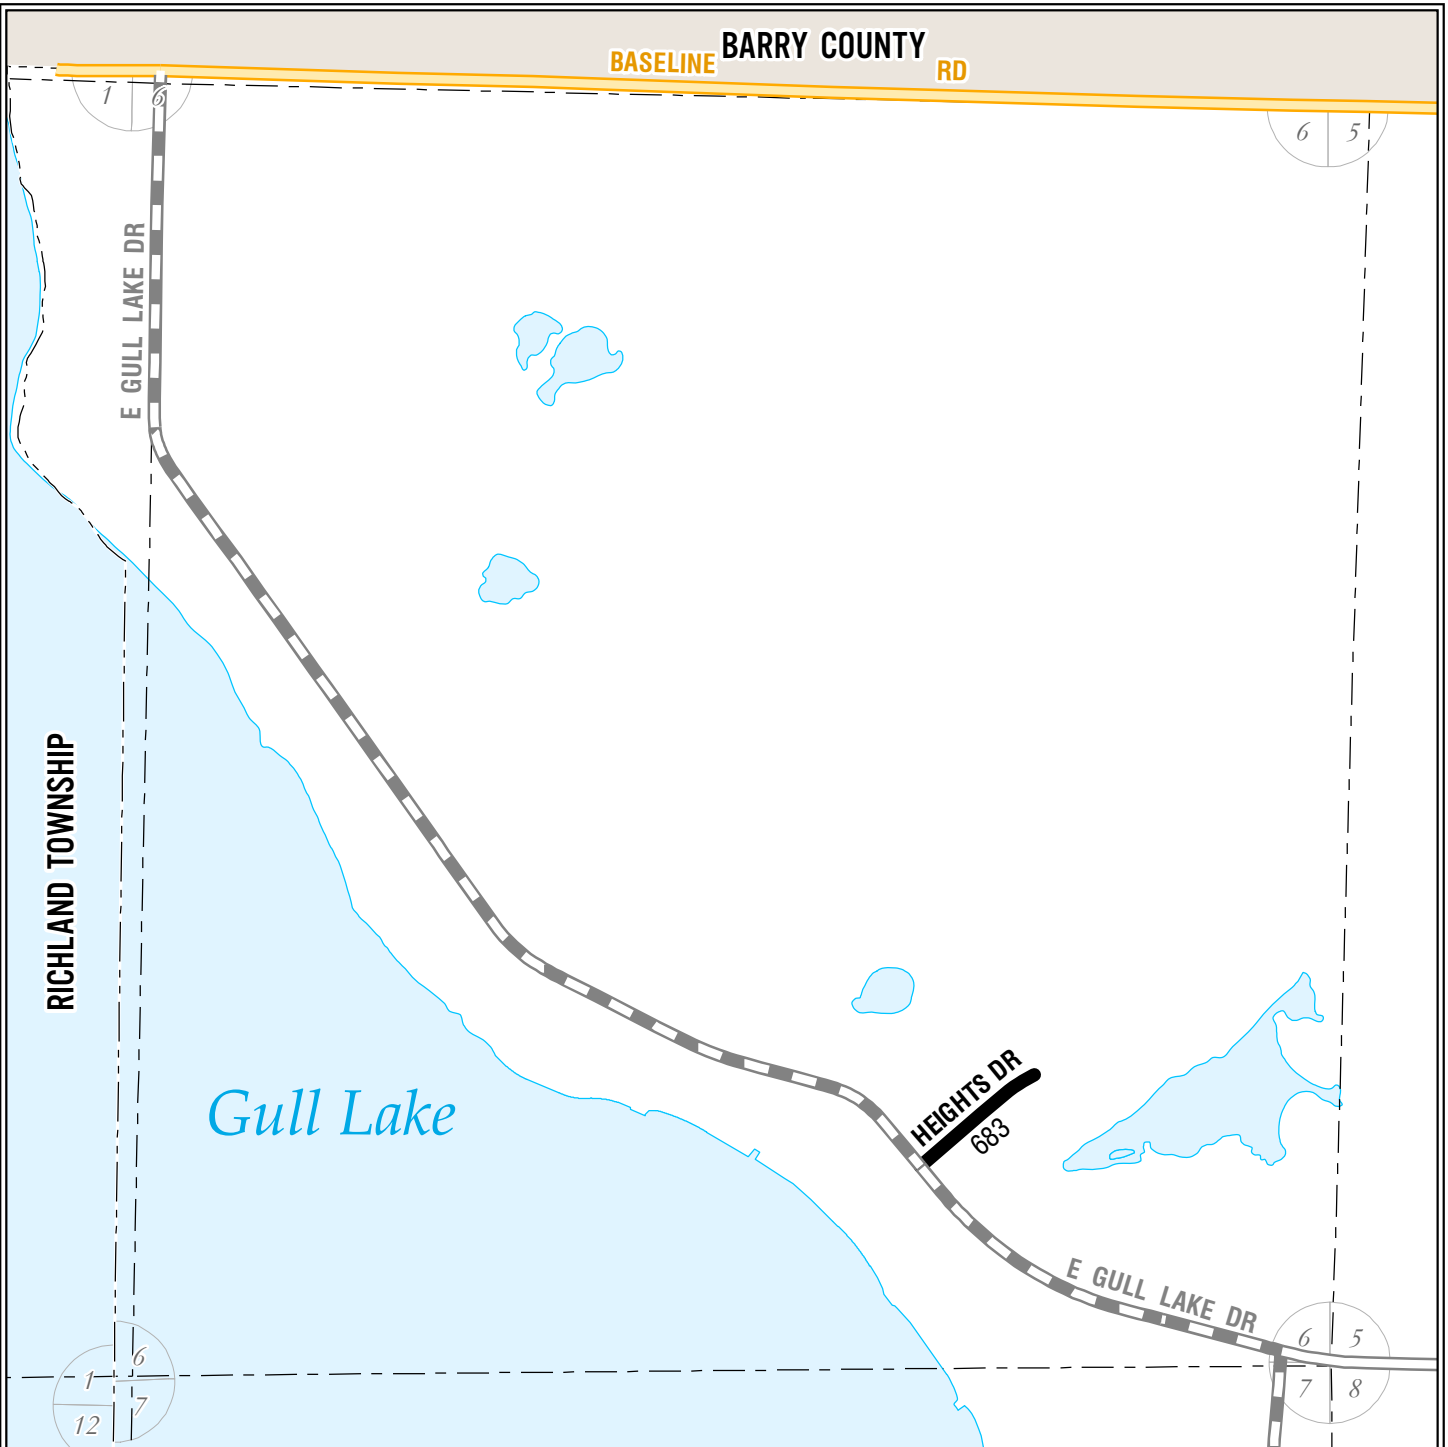 BARRY COUNTY
BASELINE RD
1 6
6 5
E GULL LAKE DR
RICHLAND TOWNSHIP
Gull Lake
HEIGHTS DR
683
E GULL LAKE DR
6 5
7 8
1 6
12 7